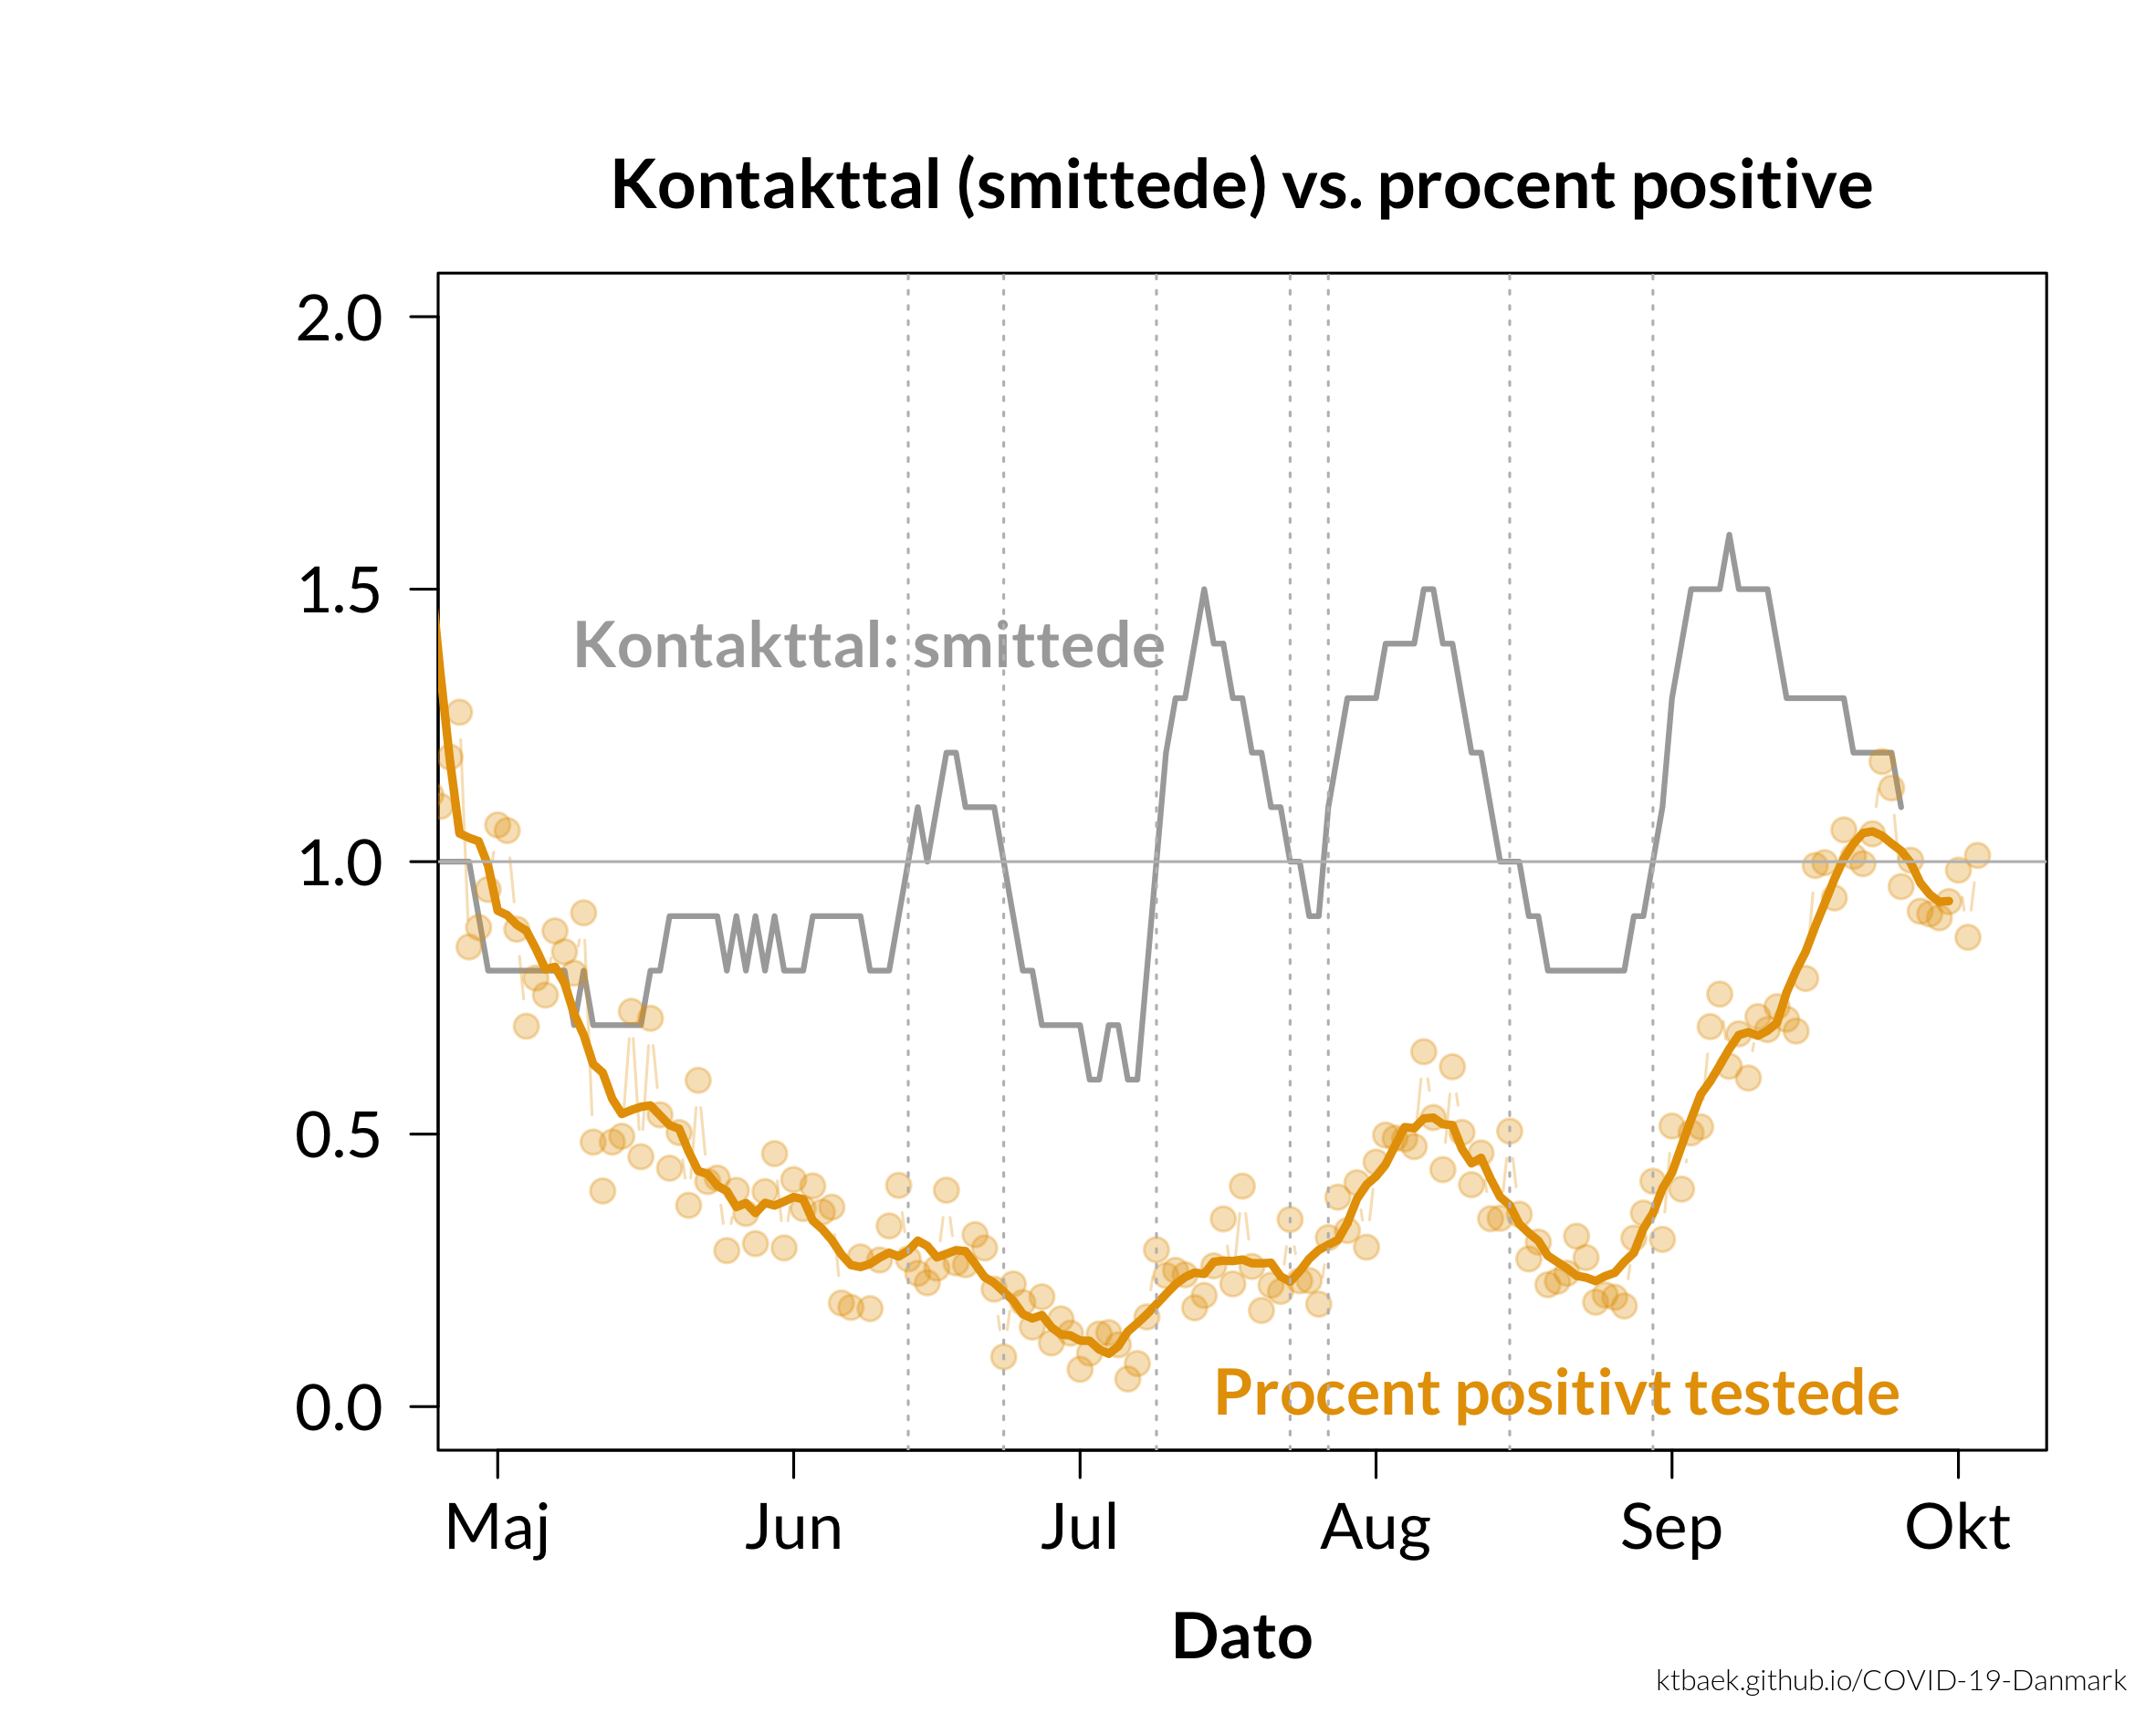 Kontakttal (smittede) vs. procent positive
2.0
1.5
Kontakttal: smittede
1.0
0.5
0.0
Procent positivt testede
Maj Jun Jul Aug Sep Okt
Dato
ktbaek.github.io/COVID-19-Danmark